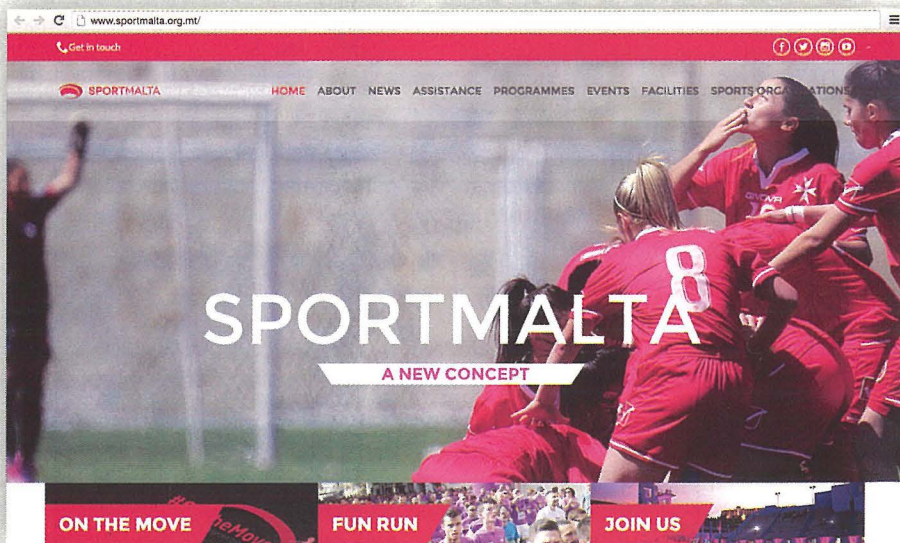 www.sportmalta.org.mt/
Get in touch
SPORTMALTA
HOME ABOUT NEWS ASSISTANCE PROGRAMMES EVENTS FACILITIES SPORTS ORGANISATIONS
GIVOVA
8
SPORTMALTA
A NEW CONCEPT
ON THE MOVE
FUN RUN
JOIN US